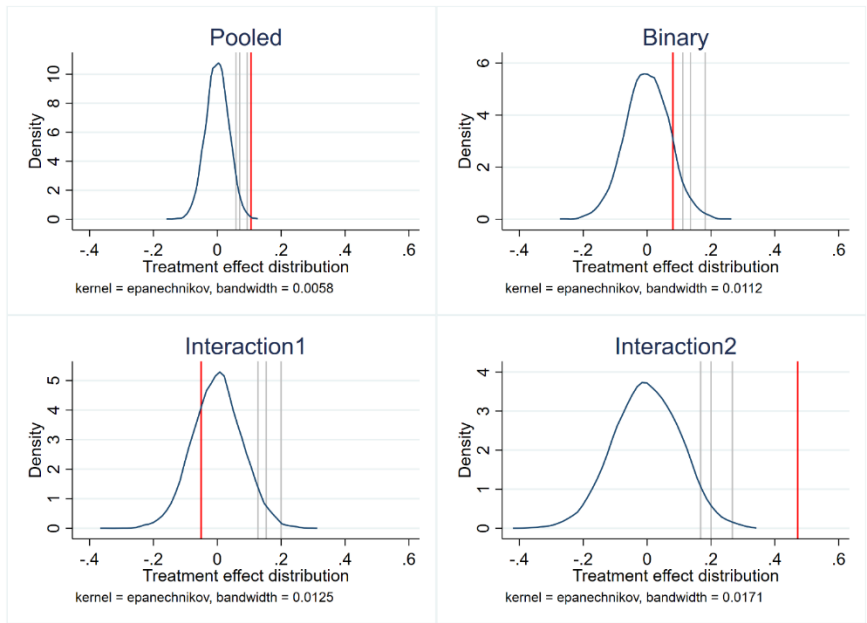 Pooled
10
8
6
4
2
0
Density
-.4 -.2 0 .2 .4 .6
Treatment effect distribution
kernel = epanechnikov, bandwidth = 0.0058
Binary
6
4
2
0
Density
-.4 -.2 0 .2 .4 .6
Treatment effect distribution
kernel = epanechnikov, bandwidth = 0.0112
Interaction1
5
4
3
2
1
0
Density
-.4 -.2 0 .2 .4 .6
Treatment effect distribution
kernel = epanechnikov, bandwidth = 0.0125
Interaction2
4
3
2
1
0
Density
-.4 -.2 0 .2 .4 .6
Treatment effect distribution
kernel = epanechnikov, bandwidth = 0.0171